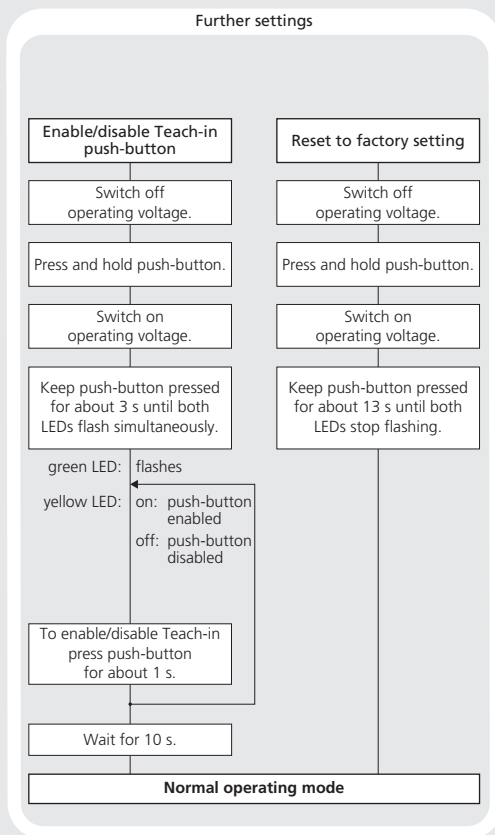 Further settings
Enable/disable Teach-in
push-button
Switch off
operating voltage.
Press and hold push-button.
Switch on
operating voltage.
Keep push-button pressed
for about 3 s until both
LEDs flash simultaneously.
green LED: flashes
yellow LED: on: push-button
enabled
off: push-button
disabled
To enable/disable Teach-in
press push-button
for about 1 s.
Wait for 10 s.
Reset to factory setting
Switch off
operating voltage.
Press and hold push-button.
Switch on
operating voltage.
Keep push-button pressed
for about 13 s until both
LEDs stop flashing.
Normal operating mode